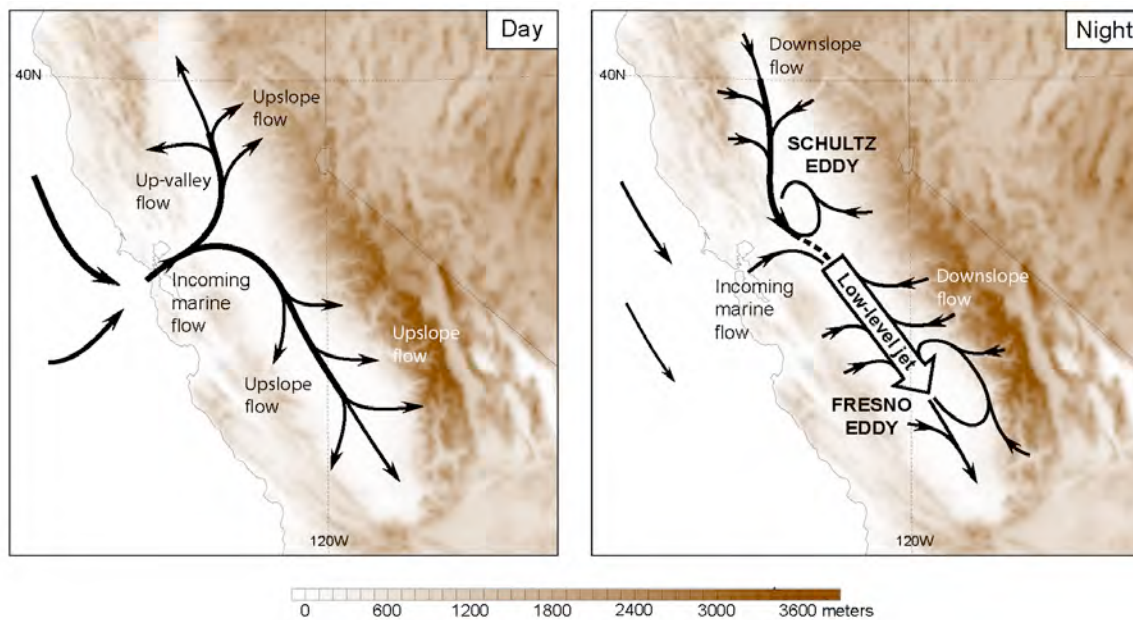 Day
40N
Upslope
flow
Up-valley
flow
Incoming
marine
flow
Upslope
flow
Upslope
flow
120W
Night
40N
Downslope
flow
SCHULTZ
EDDY
Incoming
marine
flow
Downslope
flow
Low-level jet
FRESNO
EDDY
120W
0 600 1200 1800 2400 3000 3600 meters